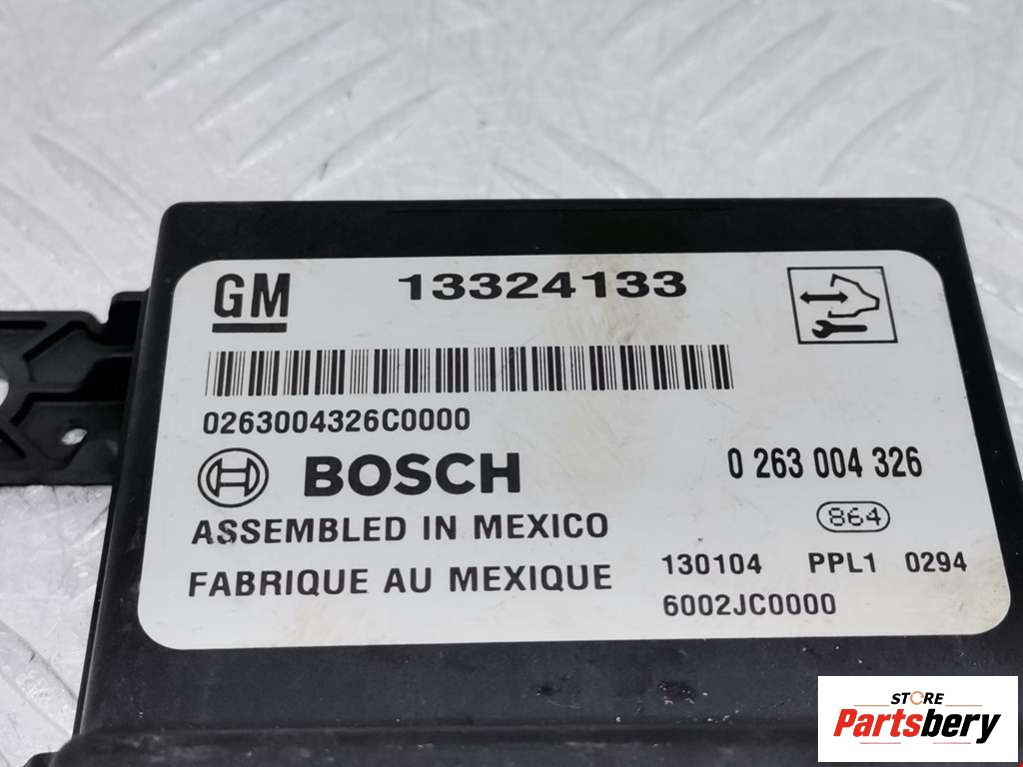 GM 13324133
0263004326C0000
BOSCH 0 263 004 326
864
ASSEMBLED IN MEXICO
130104 PPL1 0294
FABRIQUE AU MEXIQUE
6002JC0000
STORE
Partsbery